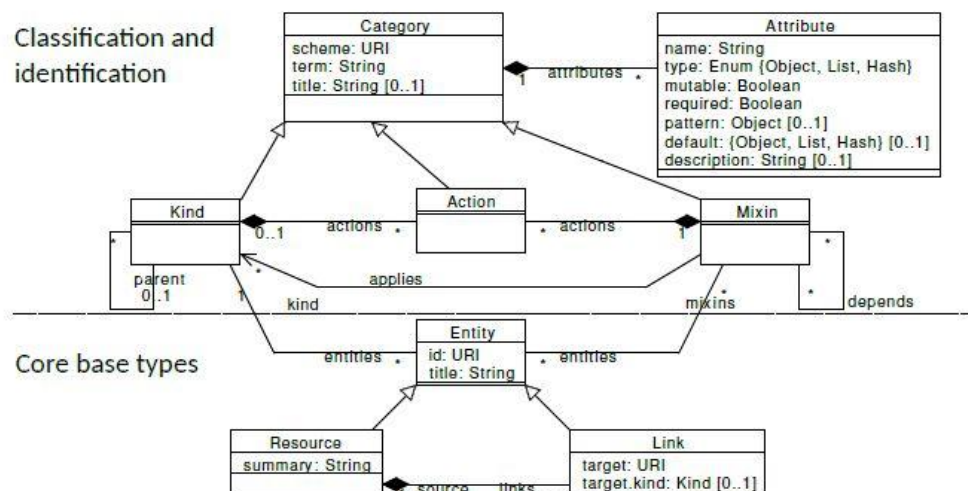 Classification and
identification
Category
scheme: URI
term: String
title: String [0..1]
1
attributes
*
Attribute
name: String
type: Enum {Object, List, Hash}
mutable: Boolean
required: Boolean
pattern: Object [0..1]
default: {Object, List, Hash} [0..1]
description: String [0..1]
Kind
0..1
actions
*
Action
*
actions
1
Mixin
*
parent
0..1
*
applies
*
*
depends
1
kind
*
mixins
Core base types
entities
*
Entity
id: URI
title: String
*
entities
Resource
summary: String
source
links
Link
target: URI
target.kind: Kind [0..1]